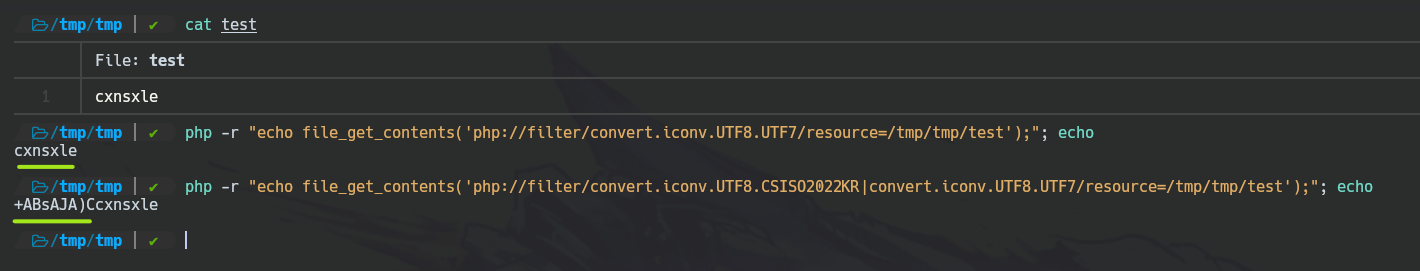 /tmp/tmp | ✔ cat test
File: test
1 cxnsxle
/tmp/tmp | ✔ php -r "echo file_get_contents('php://filter/convert.iconv.UTF8.UTF7/resource=/tmp/tmp/test');"; echo
cxnsxle
/tmp/tmp | ✔ php -r "echo file_get_contents('php://filter/convert.iconv.UTF8.CSISO2022KR|convert.iconv.UTF8.UTF7/resource=/tmp/tmp/test');"; echo
+ABsAJA)Ccxnsxle
/tmp/tmp | ✔